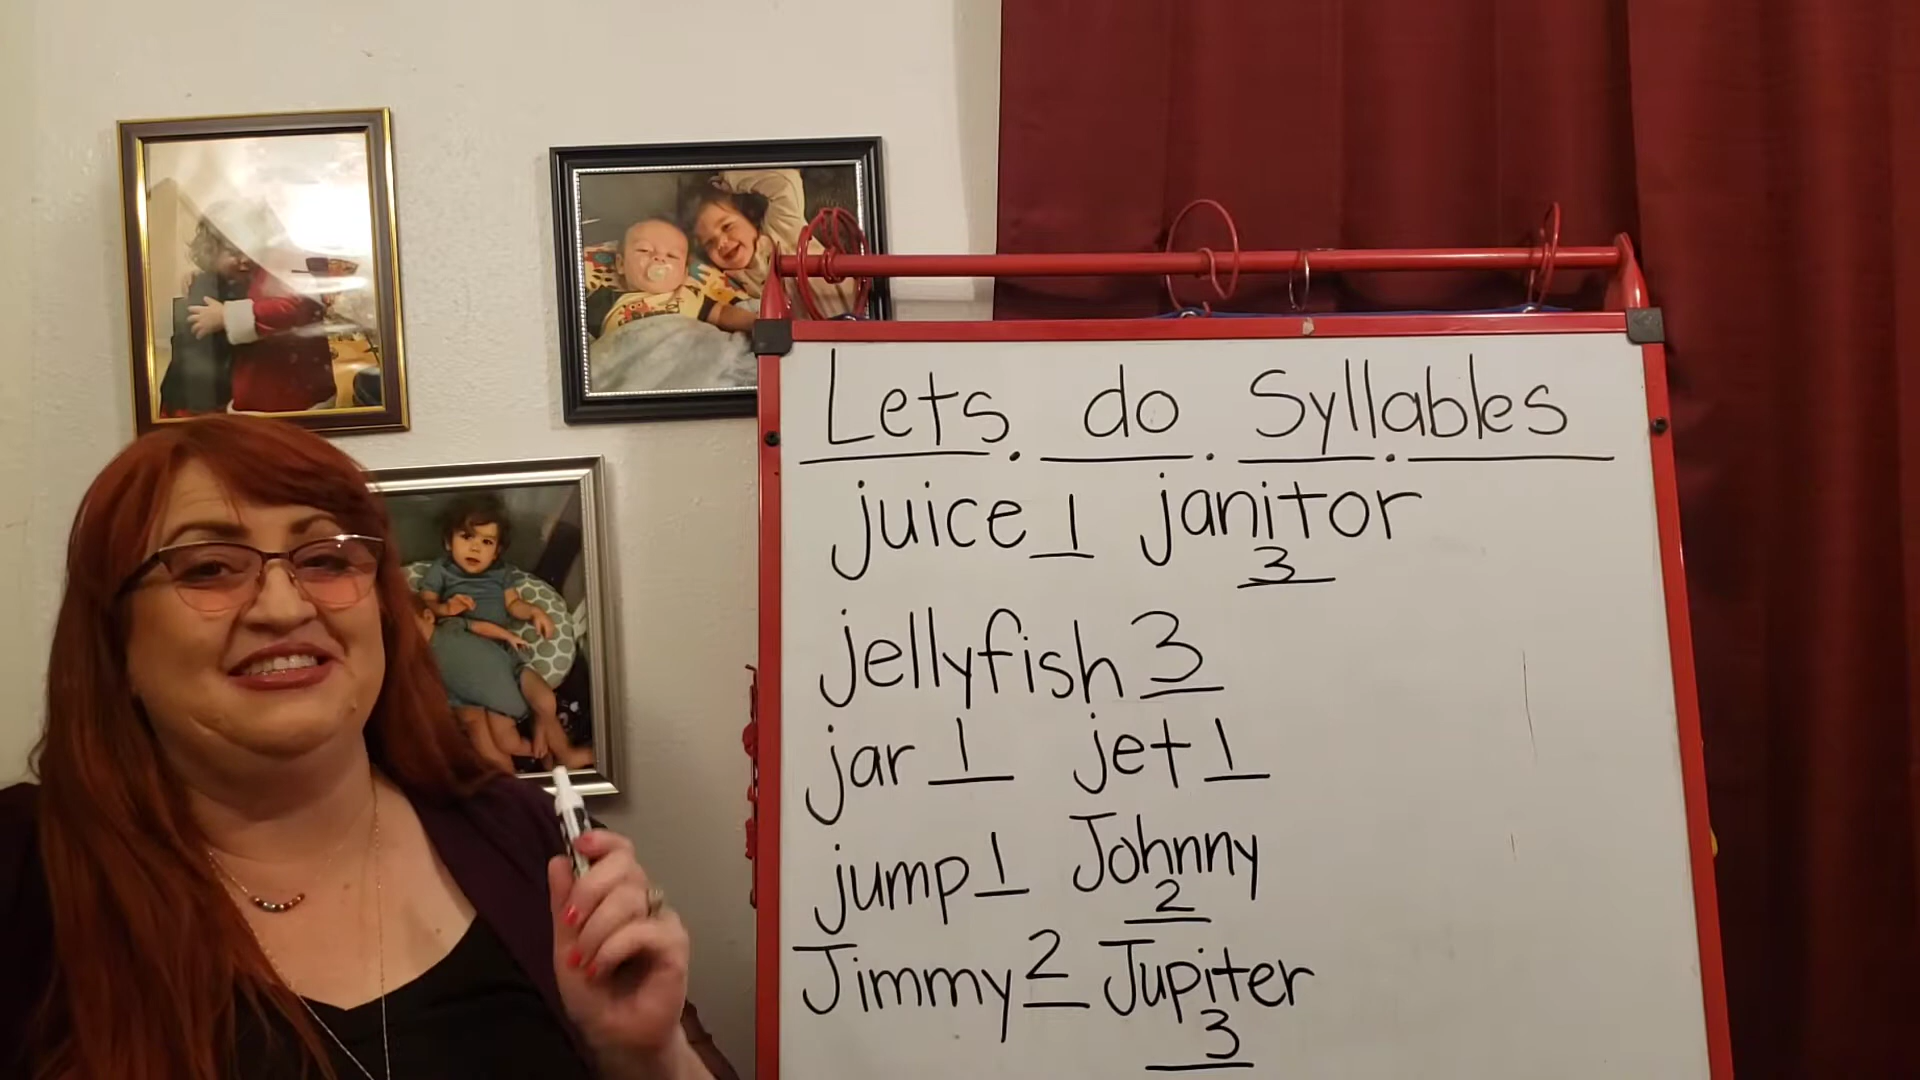 Lets do Syllables
juice 1 janitor 3
jellyfish 3
jar 1 jet 1
jump 1 Johnny 2
Jimmy 2 Jupiter 3